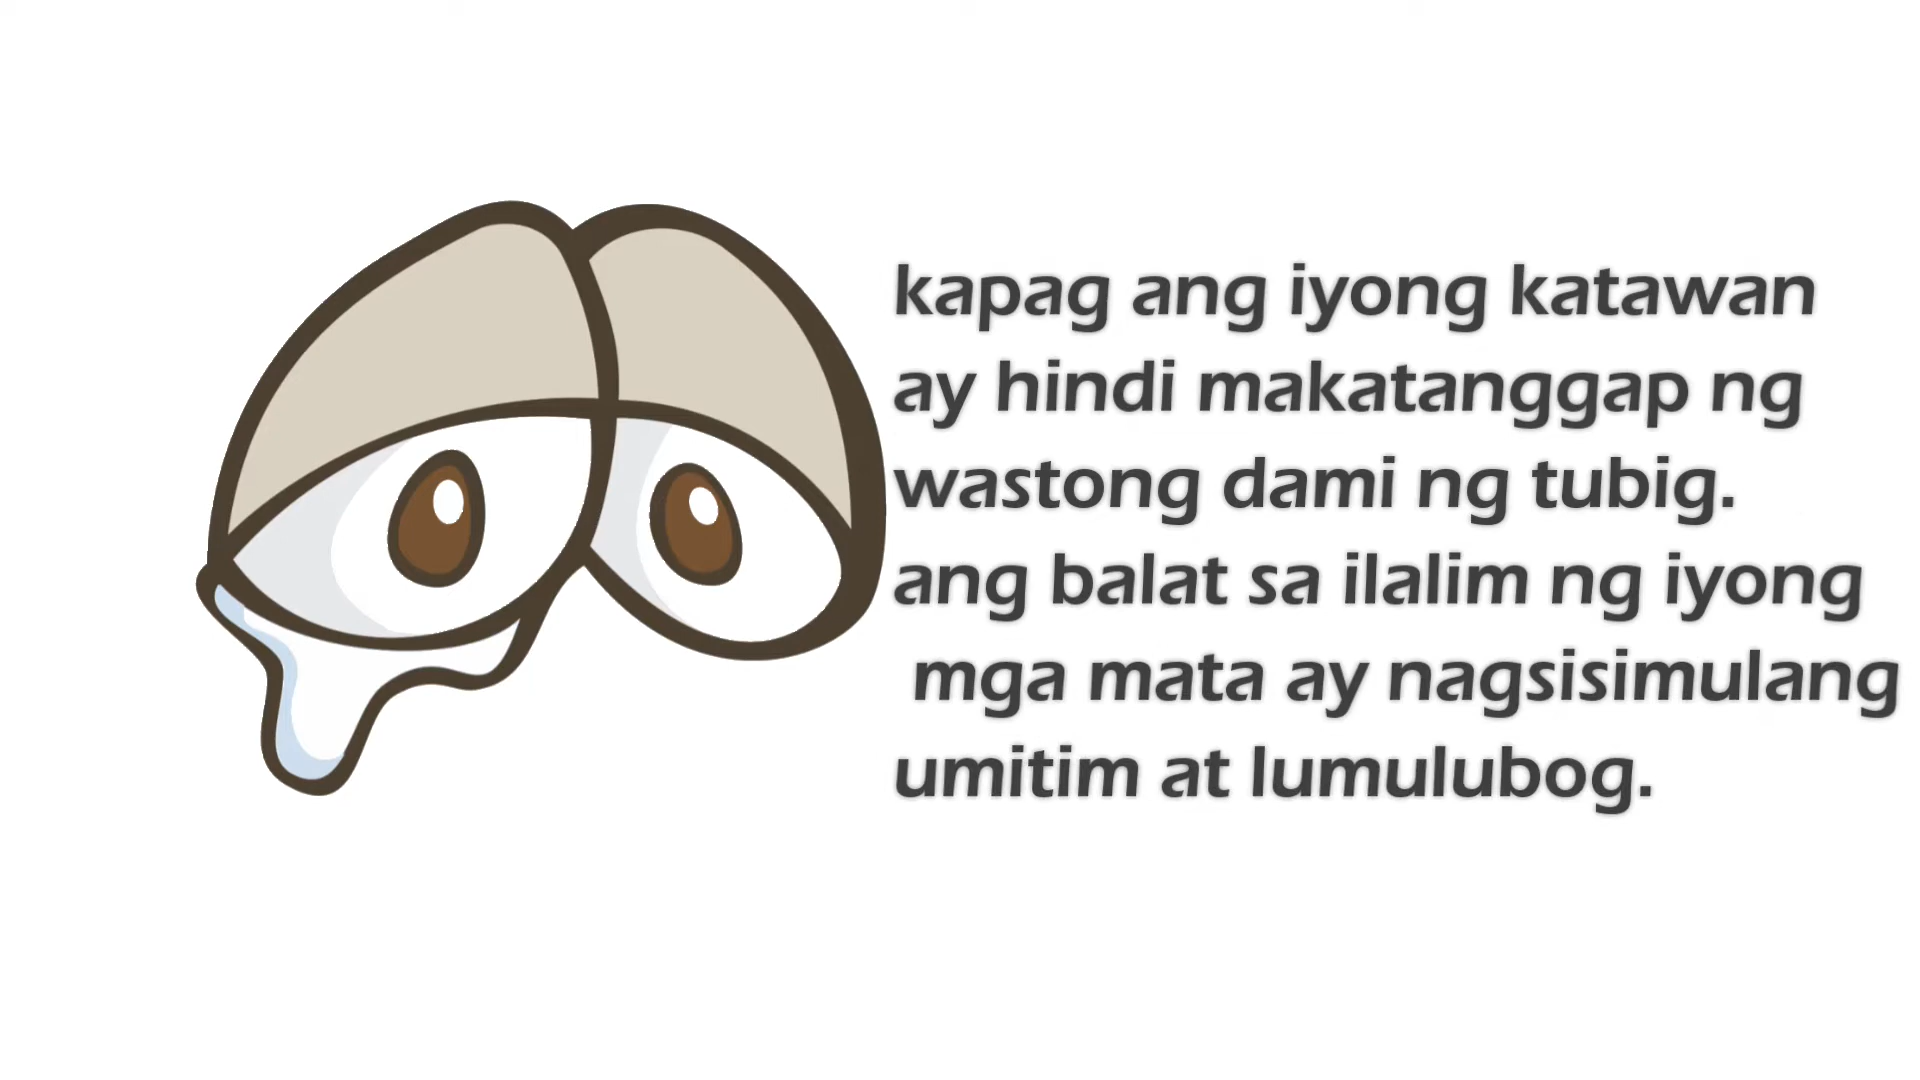 kapag ang iyong katawan
ay hindi makatanggap ng
wastong dami ng tubig.
ang balat sa ilalim ng iyong
mga mata ay nagsisimulang
umitim at lumulubog.